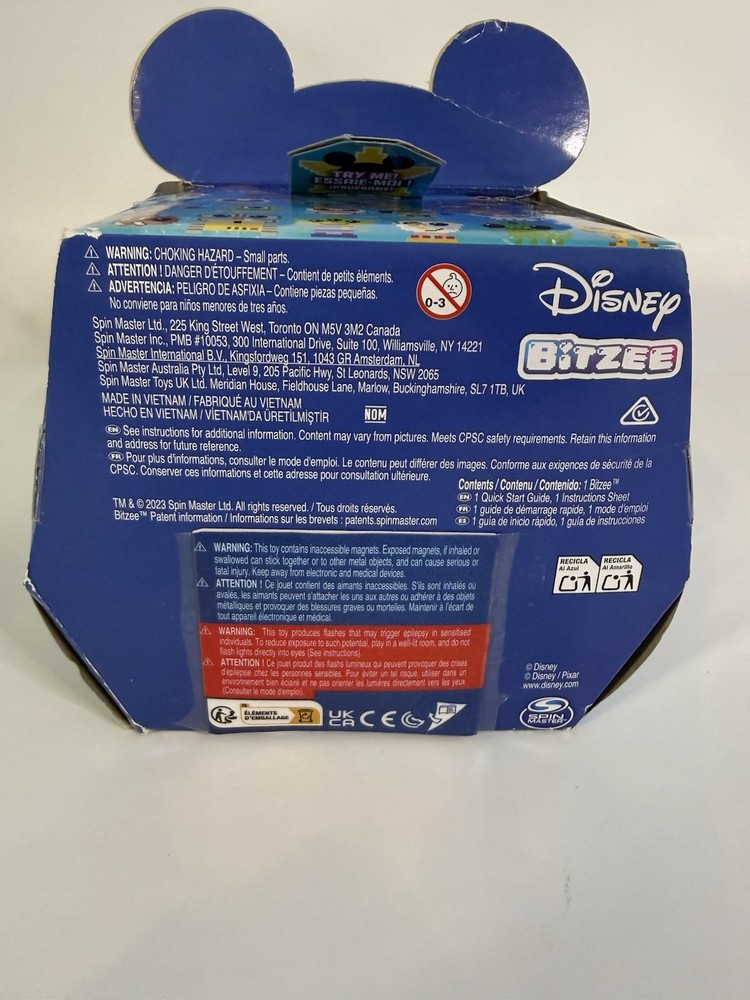 TRY ME!
ESSAIE-MOI !
¡PRUÉBAME!
WARNING: CHOKING HAZARD – Small parts.
ATTENTION ! DANGER D'ÉTOUFFEMENT – Contient de petits éléments.
ADVERTENCIA: PELIGRO DE ASFIXIA – Contiene piezas pequeñas.
No conviene para niños menores de tres años.
0-3
Disney
BITZEE
Spin Master Ltd., 225 King Street West, Toronto ON M5V 3M2 Canada
Spin Master Inc., PMB #10053, 300 International Drive, Suite 100, Williamsville, NY 14221
Spin Master International B.V., Kingsfordweg 151, 1043 GR Amsterdam, NL
Spin Master Australia Pty Ltd, Level 9, 205 Pacific Hwy, St Leonards, NSW 2065
Spin Master Toys UK Ltd. Meridian House, Fieldhouse Lane, Marlow, Buckinghamshire, SL7 1TB, UK
MADE IN VIETNAM / FABRIQUÉ AU VIETNAM
HECHO EN VIETNAM / VİETNAM'DA ÜRETİLMİŞTİR
NOM
EN See instructions for additional information. Content may vary from pictures. Meets CPSC safety requirements. Retain this information
and address for future reference.
FR Pour plus d'informations, consulter le mode d'emploi. Le contenu peut différer des images. Conforme aux exigences de sécurité de la
CPSC. Conserver ces informations et cette adresse pour consultation ultérieure.
Contents / Contenu / Contenido: 1 Bitzee™
EN 1 Quick Start Guide, 1 Instructions Sheet
FR 1 guide de démarrage rapide, 1 mode d'emploi
ES 1 guía de inicio rápido, 1 guía de instrucciones
TM & © 2023 Spin Master Ltd. All rights reserved. / Tous droits réservés.
Bitzee™ Patent information / Informations sur les brevets : patents.spinmaster.com
WARNING: This toy contains inaccessible magnets. Exposed magnets, if inhaled or
swallowed can stick together or to other metal objects, and can cause serious or
fatal injury. Keep away from electronic and medical devices.
ATTENTION ! Ce jouet contient des aimants inaccessibles. S'ils sont inhalés ou
avalés, les aimants peuvent s'attacher les uns aux autres ou adhérer à des objets
métalliques et provoquer des blessures graves ou mortelles. Maintenir à l'écart de
tout appareil électronique et médical.
WARNING: This toy produces flashes that may trigger epilepsy in sensitised
individuals. To reduce exposure to such potential, play in a well-lit room, and do not
flash lights directly into eyes (See instructions).
ATTENTION ! Ce jouet produit des flashs lumineux qui peuvent provoquer des crises
d'épilepsie chez les personnes sensibles. Pour éviter un tel risque, utiliser dans un
environnement bien éclairé et ne pas orienter les lumières directement vers les yeux
(Consulter le mode d'emploi).
RECICLA
Al Azul
RECICLA
Al Amarillo
FR
ÉLÉMENTS
D'EMBALLAGE
UK
CA
CE
© Disney
© Disney / Pixar
www.disney.com
SPIN
MASTER